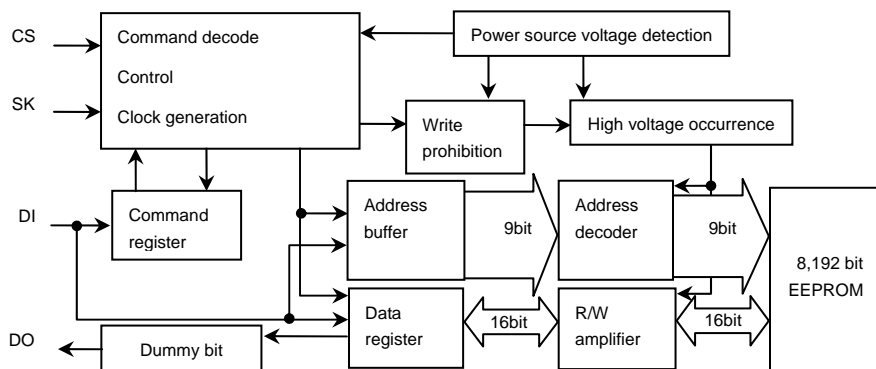 CS
Command decode
Control
SK
Clock generation
Power source voltage detection
Write
prohibition
High voltage occurrence
DI
Command
register
Address
buffer
9bit
Address
decoder
9bit
8,192 bit
EEPROM
Data
register
16bit
R/W
amplifier
16bit
DO
Dummy bit